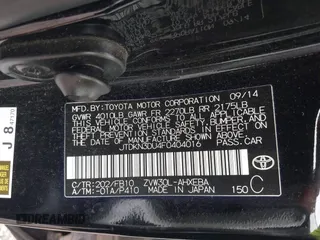 MFD. BY: TOYOTA MOTOR CORPORATION 09/14
GVWR 4010LB GAWR FR 2270LB RR 2175LB
THIS VEHICLE CONFORMS TO ALL APPLICABLE
FEDERAL MOTOR VEHICLE SAFETY, BUMPER, AND
THEFT PREVENTION STANDARDS IN EFFECT ON THE DATE
OF MANUFACTURE SHOWN ABOVE.
JTDKN3DU4F0404016
PASS. CAR
C/TR: 202/FB10 ZVW30L-AHXEBA
A/TM: -01A/P410 MADE IN JAPAN 150 C
J 8